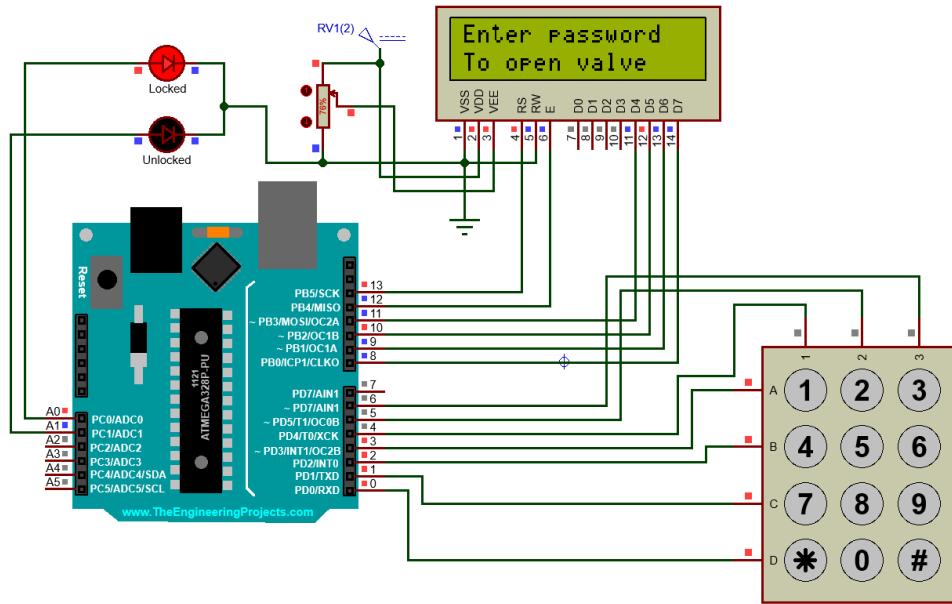 RV1(2)
Enter password
To open valve
Locked
Unlocked
76%
VSS
VDD
VEE
RS
RW
E
D0
D1
D2
D3
D4
D5
D6
D7
1
2
3
4
5
6
7
8
9
10
11
12
13
14
Reset
1121
ATMEGA328P-PU
PB5/SCK 13
PB4/MISO 12
~ PB3/MOSI/OC2A 11
~ PB2/OC1B 10
~ PB1/OC1A 9
PB0/ICP1/CLKO 8
PD7/AIN1 7
~ PD7/AIN1 6
~ PD5/T1/OC0B 5
PD4/T0/XCK 4
~ PD3/INT1/OC2B 3
PD2/INT0 2
PD1/TXD 1
PD0/RXD 0
A0 PC0/ADC0
A1 PC1/ADC1
A2 PC2/ADC2
A3 PC3/ADC3
A4 PC4/ADC4/SDA
A5 PC5/ADC5/SCL
www.TheEngineeringProjects.com
1 2 3
A 1 2 3
B 4 5 6
C 7 8 9
D * 0 #